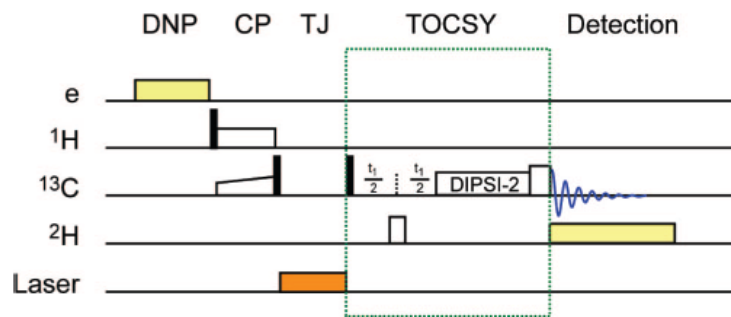 DNP CP TJ TOCSY Detection
e
¹H
¹³C t₁/2 t₁/2 DIPSI-2
²H
Laser